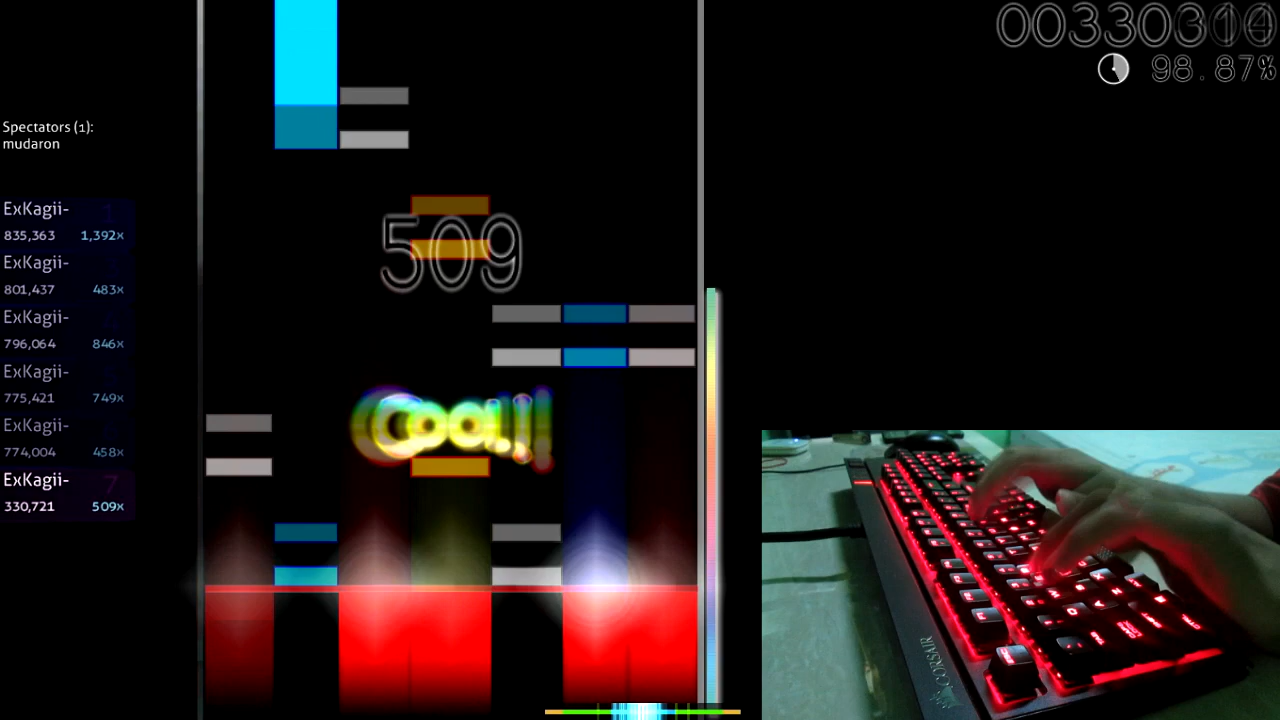 00330314
98.87%
Spectators (1):
mudaron
509
ExKagii-
835,363 1,392x
ExKagii-
801,437 483x
ExKagii-
796,064 846x
ExKagii-
775,421 749x
ExKagii-
774,004 458x
ExKagii- 7
330,721 509x
Cool!!
CORSAIR